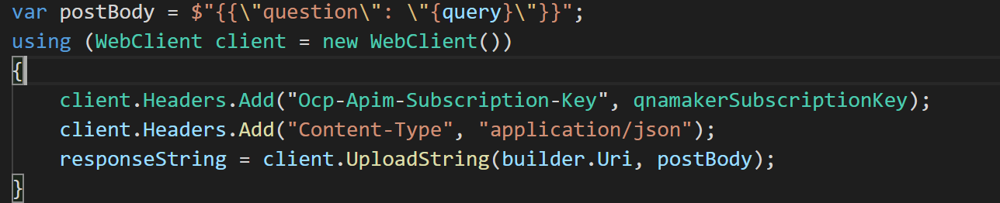 var postBody = $"{{\"question\": \"{query}\"}}";
using (WebClient client = new WebClient())
{
client.Headers.Add("Ocp-Apim-Subscription-Key", qnamakerSubscriptionKey);
client.Headers.Add("Content-Type", "application/json");
responseString = client.UploadString(builder.Uri, postBody);
}